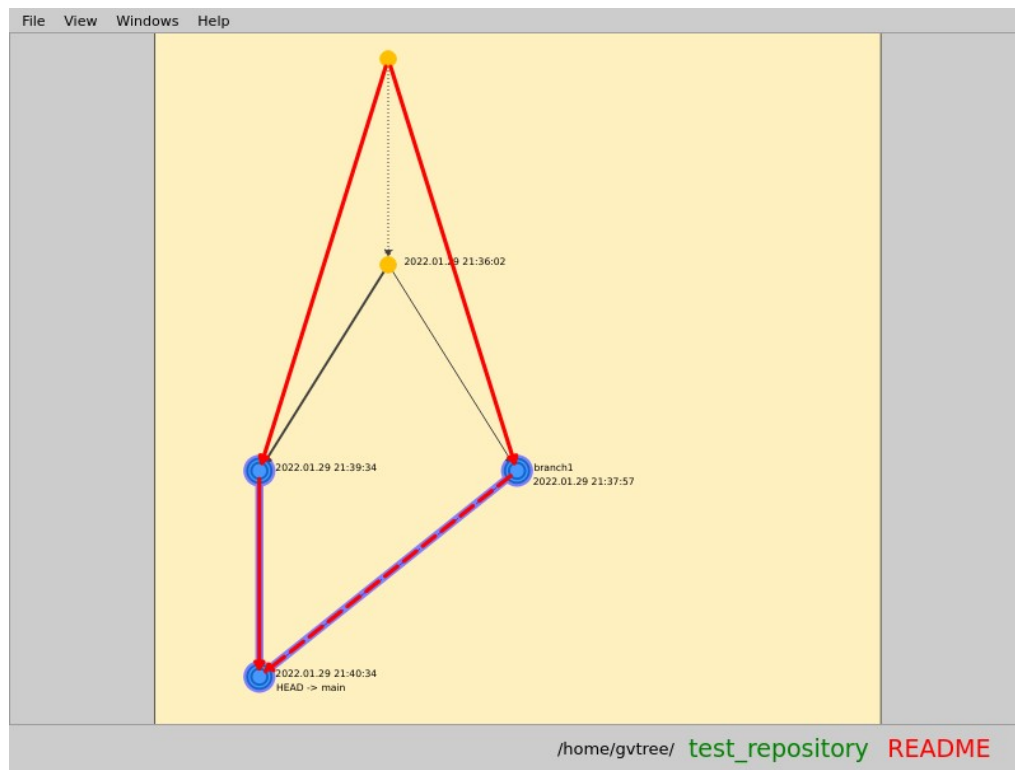 File View Windows Help
2022.01.29 21:36:02
2022.01.29 21:39:34
branch1
2022.01.29 21:37:57
2022.01.29 21:40:34
HEAD -> main
/home/gvtree/ test_repository README